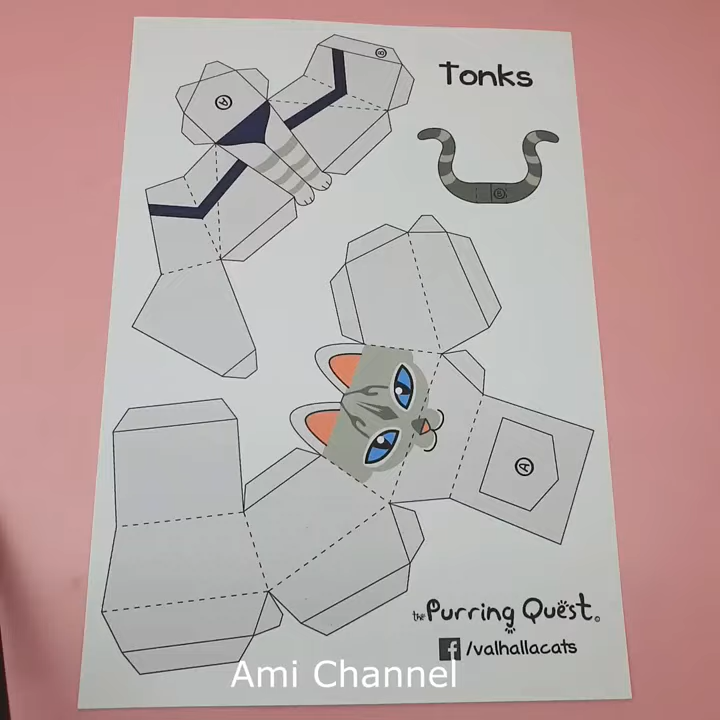 Tonks
B
A
B
A
the Purring Quest ©
f /valhallacats
Ami Channel